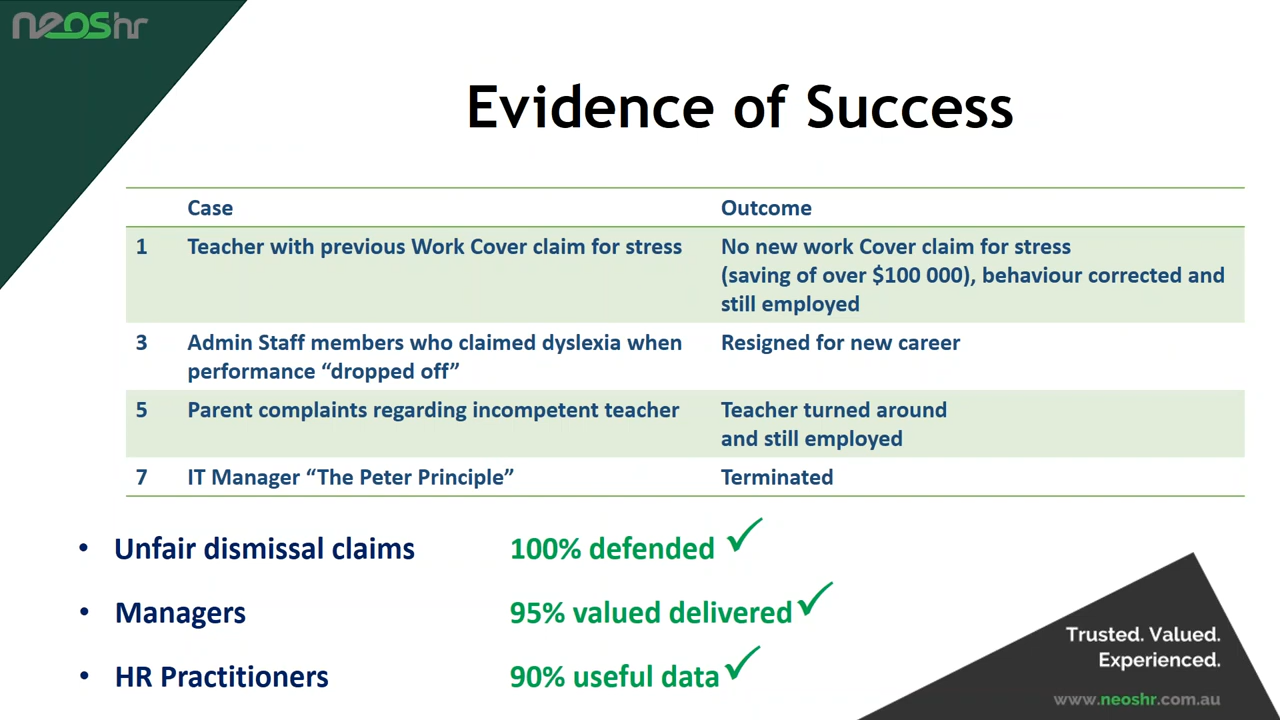 neoshr
Evidence of Success
Case Outcome
1 Teacher with previous Work Cover claim for stress No new work Cover claim for stress
(saving of over $100 000), behaviour corrected and
still employed
3 Admin Staff members who claimed dyslexia when Resigned for new career
performance “dropped off”
5 Parent complaints regarding incompetent teacher Teacher turned around
and still employed
7 IT Manager “The Peter Principle” Terminated
• Unfair dismissal claims 100% defended ✓
• Managers 95% valued delivered ✓
• HR Practitioners 90% useful data ✓
Trusted. Valued.
Experienced.
www.neoshr.com.au